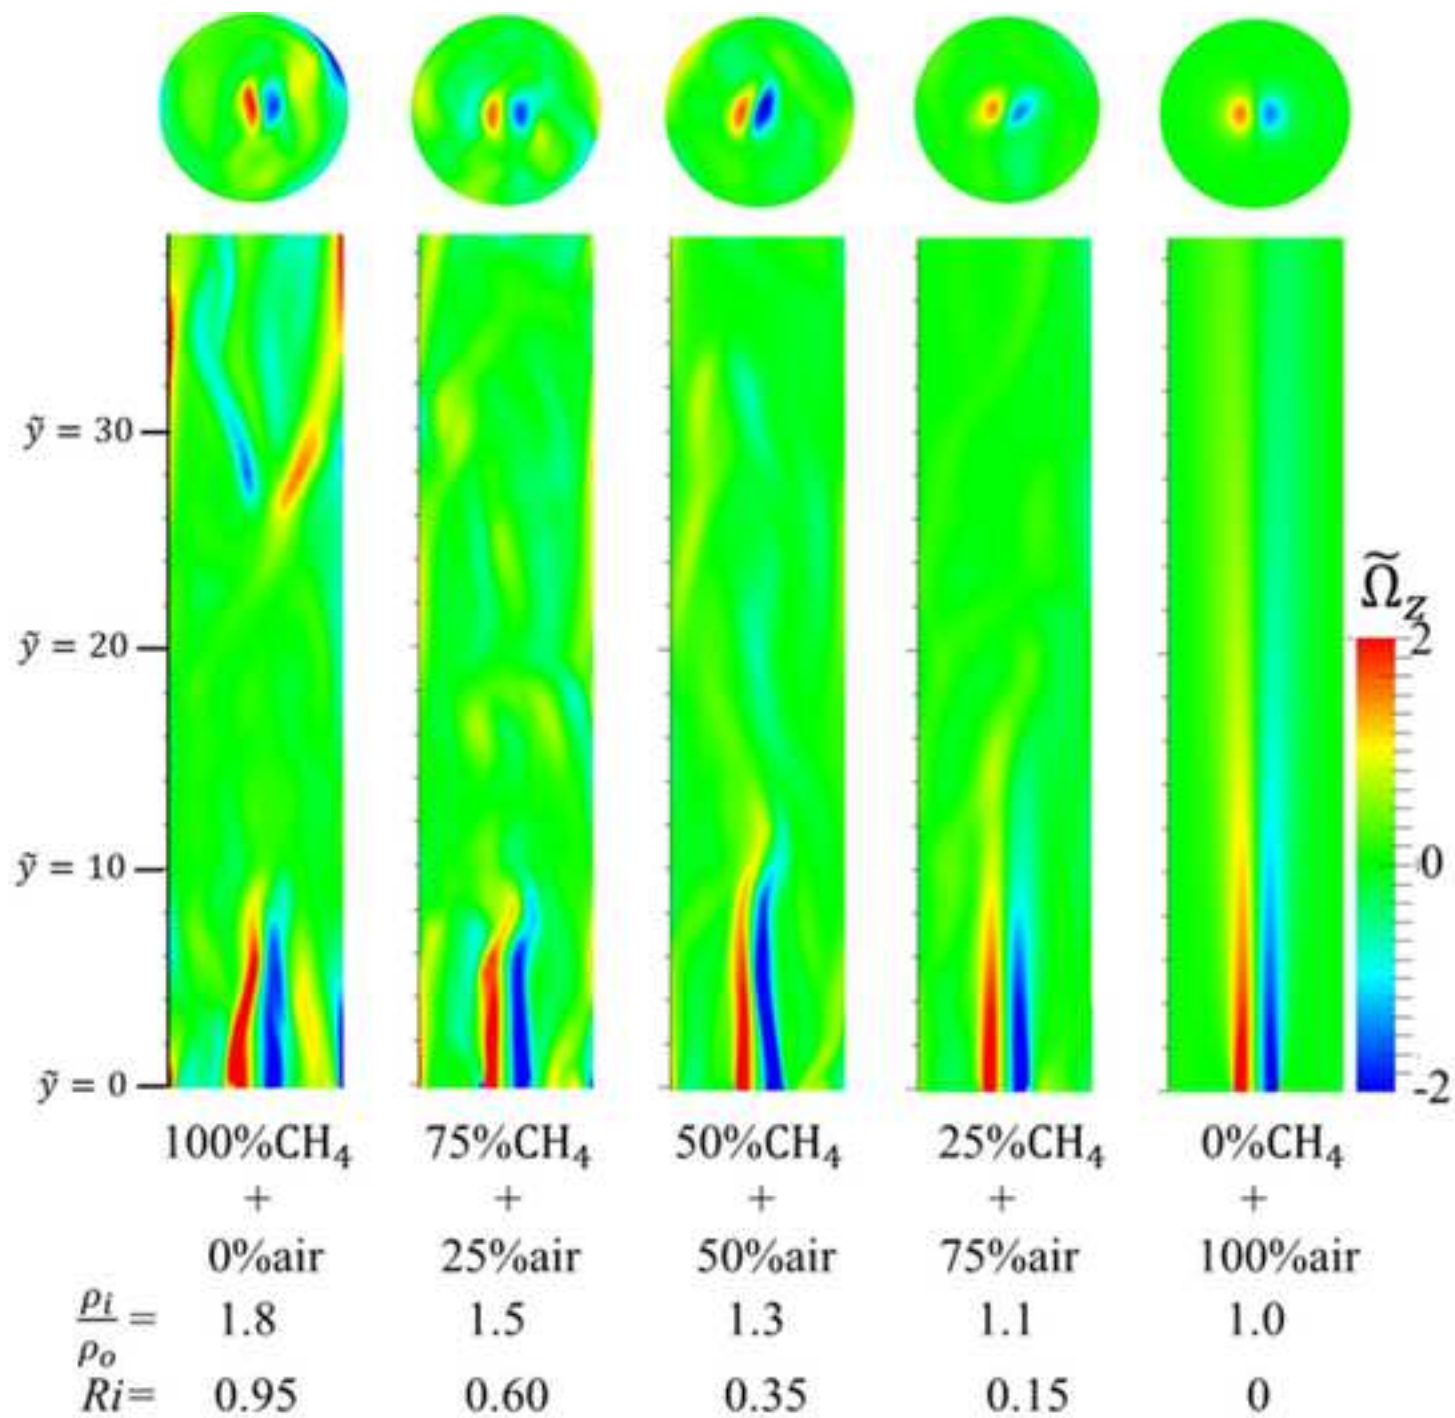 ỹ = 30
ỹ = 20
ỹ = 10
ỹ = 0
Ω̃z
2
0
-2
100%CH₄ 75%CH₄ 50%CH₄ 25%CH₄ 0%CH₄
+ + + + +
0%air 25%air 50%air 75%air 100%air
ρi/ρo = 1.8 1.5 1.3 1.1 1.0
Ri= 0.95 0.60 0.35 0.15 0